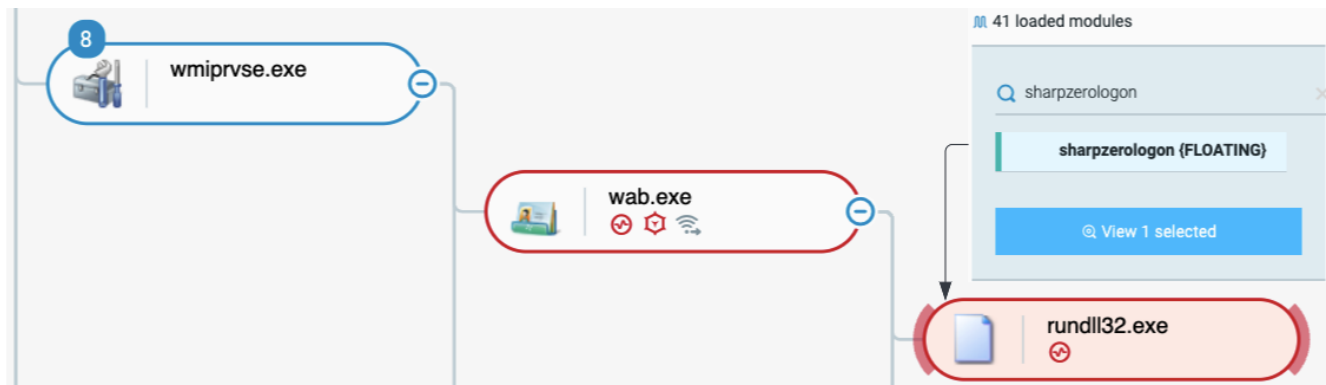 8
wmiprvse.exe
wab.exe
41 loaded modules
sharpzerologon
sharpzerologon {FLOATING}
View 1 selected
rundll32.exe